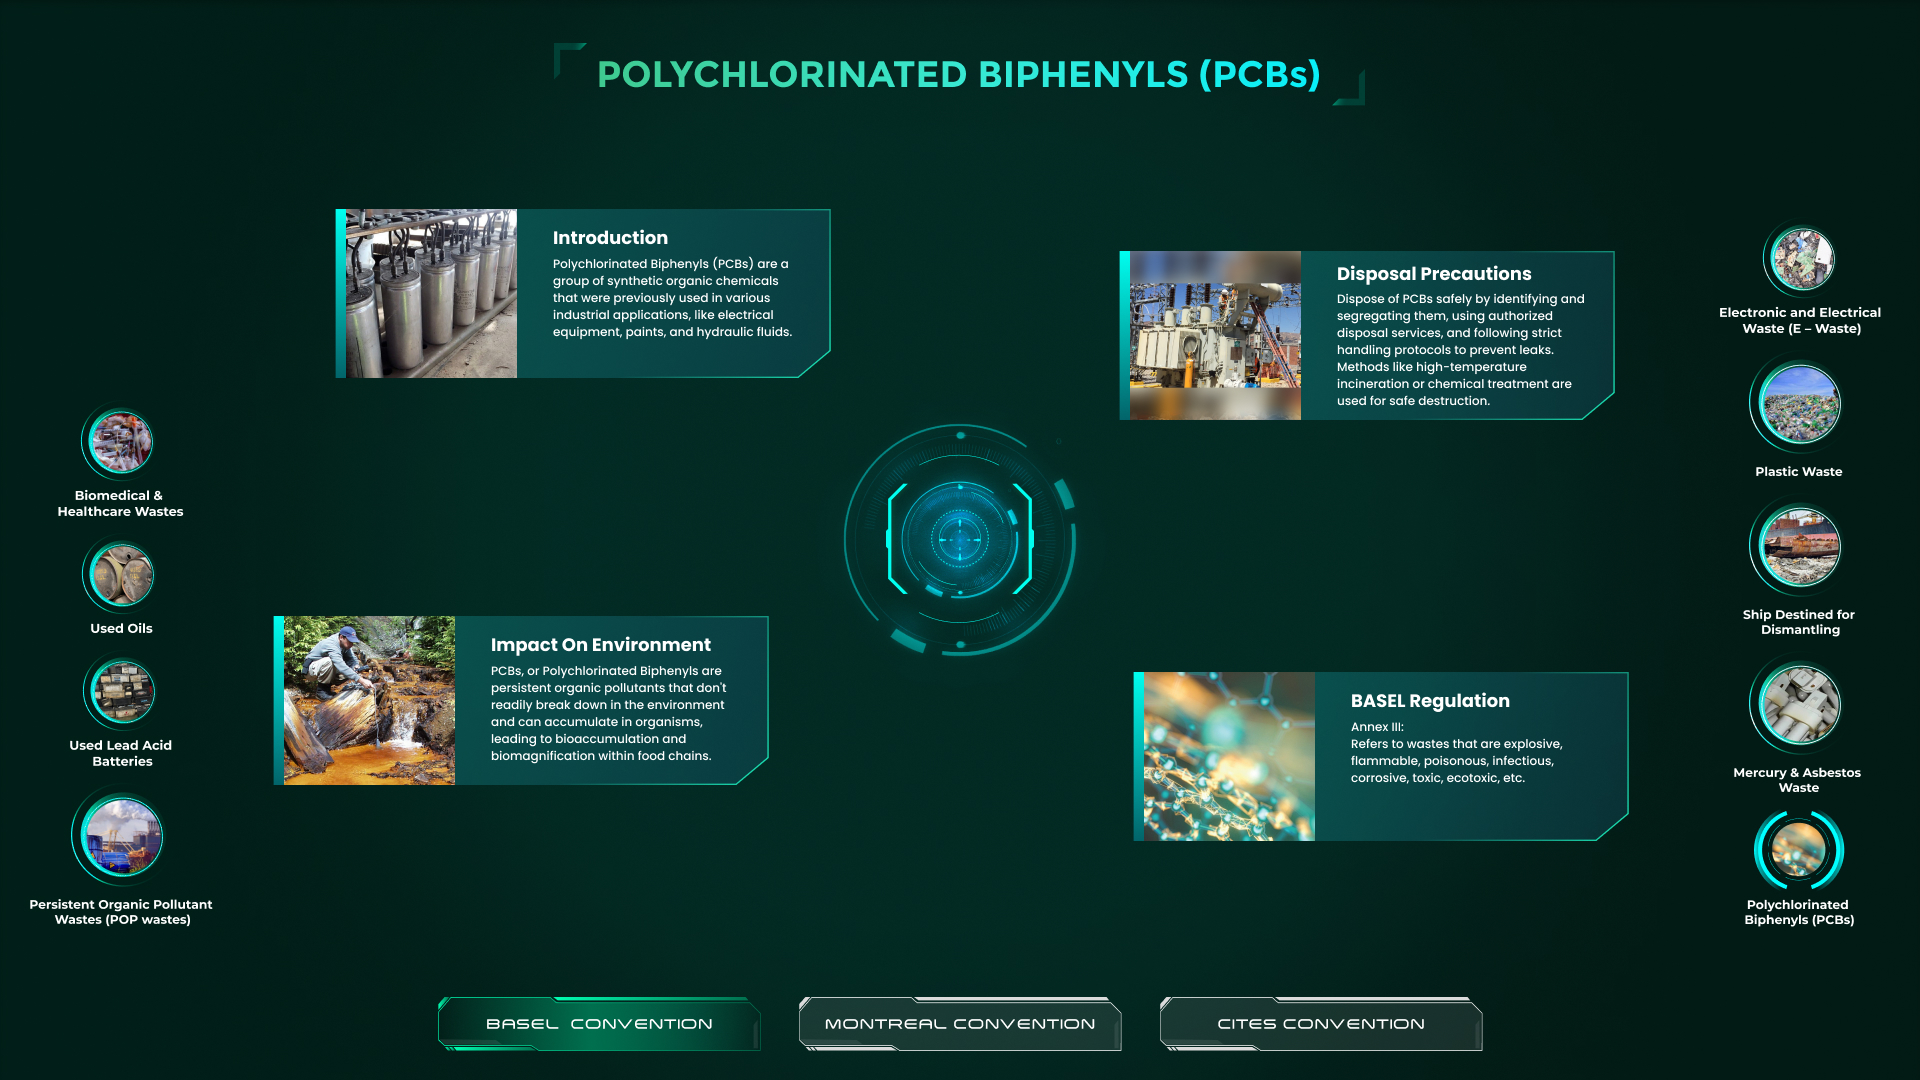 POLYCHLORINATED BIPHENYLS (PCBs)
Introduction
Polychlorinated Biphenyls (PCBs) are a
group of synthetic organic chemicals
that were previously used in various
industrial applications, like electrical
equipment, paints, and hydraulic fluids.
Disposal Precautions
Dispose of PCBs safely by identifying and
segregating them, using authorized
disposal services, and following strict
handling protocols to prevent leaks.
Methods like high-temperature
incineration or chemical treatment are
used for safe destruction.
Impact On Environment
PCBs, or Polychlorinated Biphenyls are
persistent organic pollutants that don't
readily break down in the environment
and can accumulate in organisms,
leading to bioaccumulation and
biomagnification within food chains.
BASEL Regulation
Annex III:
Refers to wastes that are explosive,
flammable, poisonous, infectious,
corrosive, toxic, ecotoxic, etc.
Biomedical &
Healthcare Wastes
Used Oils
Used Lead Acid
Batteries
Persistent Organic Pollutant
Wastes (POP wastes)
Electronic and Electrical
Waste (E – Waste)
Plastic Waste
Ship Destined for
Dismantling
Mercury & Asbestos
Waste
Polychlorinated
Biphenyls (PCBs)
BASEL CONVENTION
MONTREAL CONVENTION
CITES CONVENTION